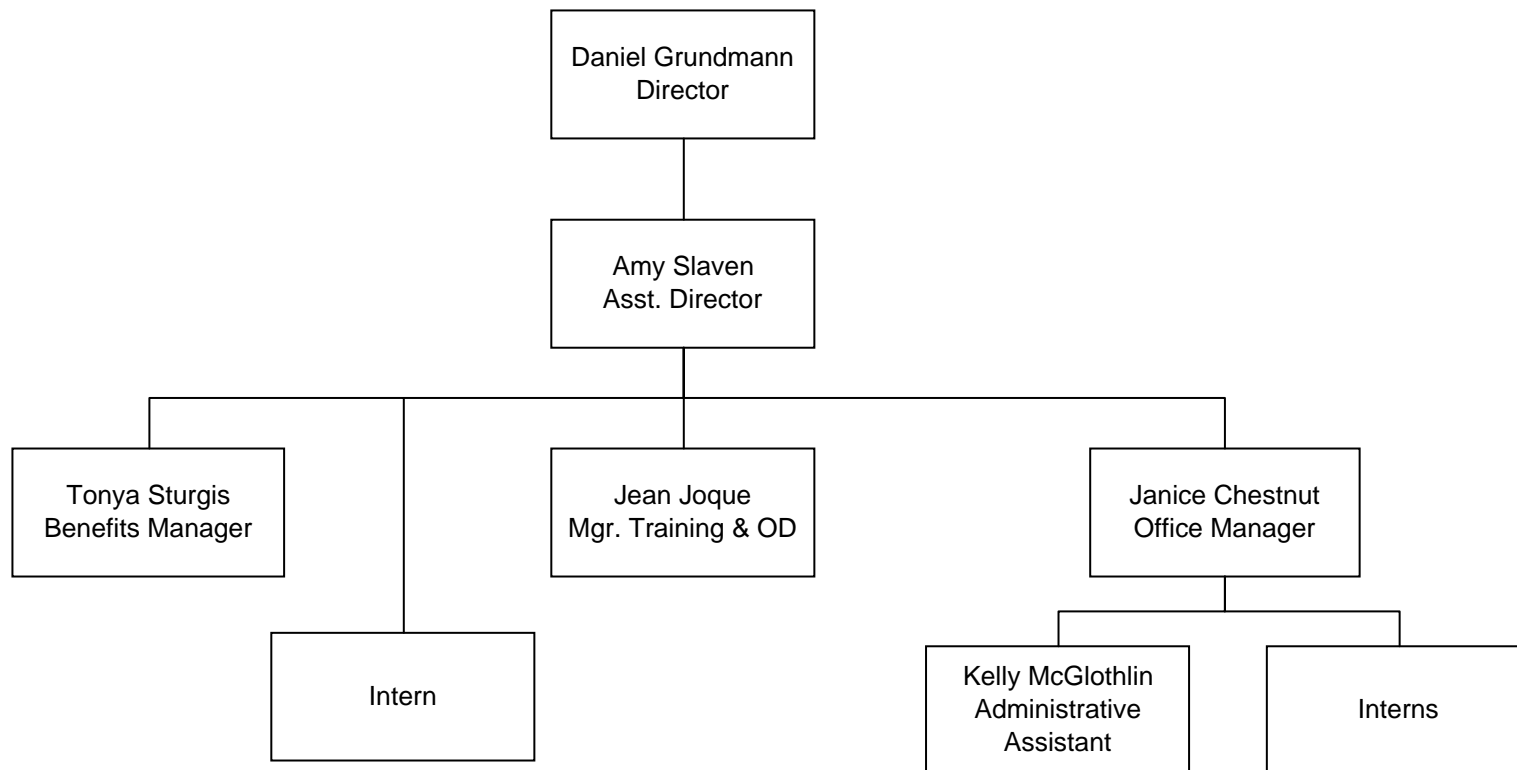 Daniel Grundmann
Director
Amy Slaven
Asst. Director
Tonya Sturgis
Benefits Manager
Jean Joque
Mgr. Training & OD
Janice Chestnut
Office Manager
Intern
Kelly McGlothlin
Administrative
Assistant
Interns